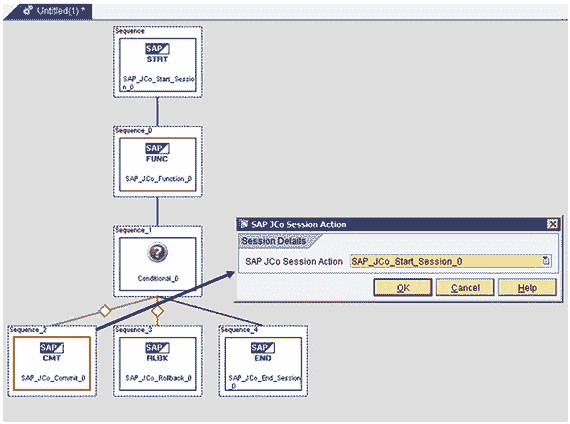 Untitled(1) *
Sequence
SAP
STRT
SAP_JCo_Start_Sessio
n_0
Sequence_0
SAP
FUNC
SAP_JCo_Function_0
Sequence_1
?
Conditional_0
SAP JCo Session Action
Session Details
SAP JCo Session Action
SAP_JCo_Start_Session_0
OK Cancel Help
Sequence_2 Sequence_3 Sequence_4
SAP SAP SAP
CMT RLBK END
SAP_JCo_Commit_0 SAP_JCo_Rollback_0 SAP_JCo_End_Session
_0